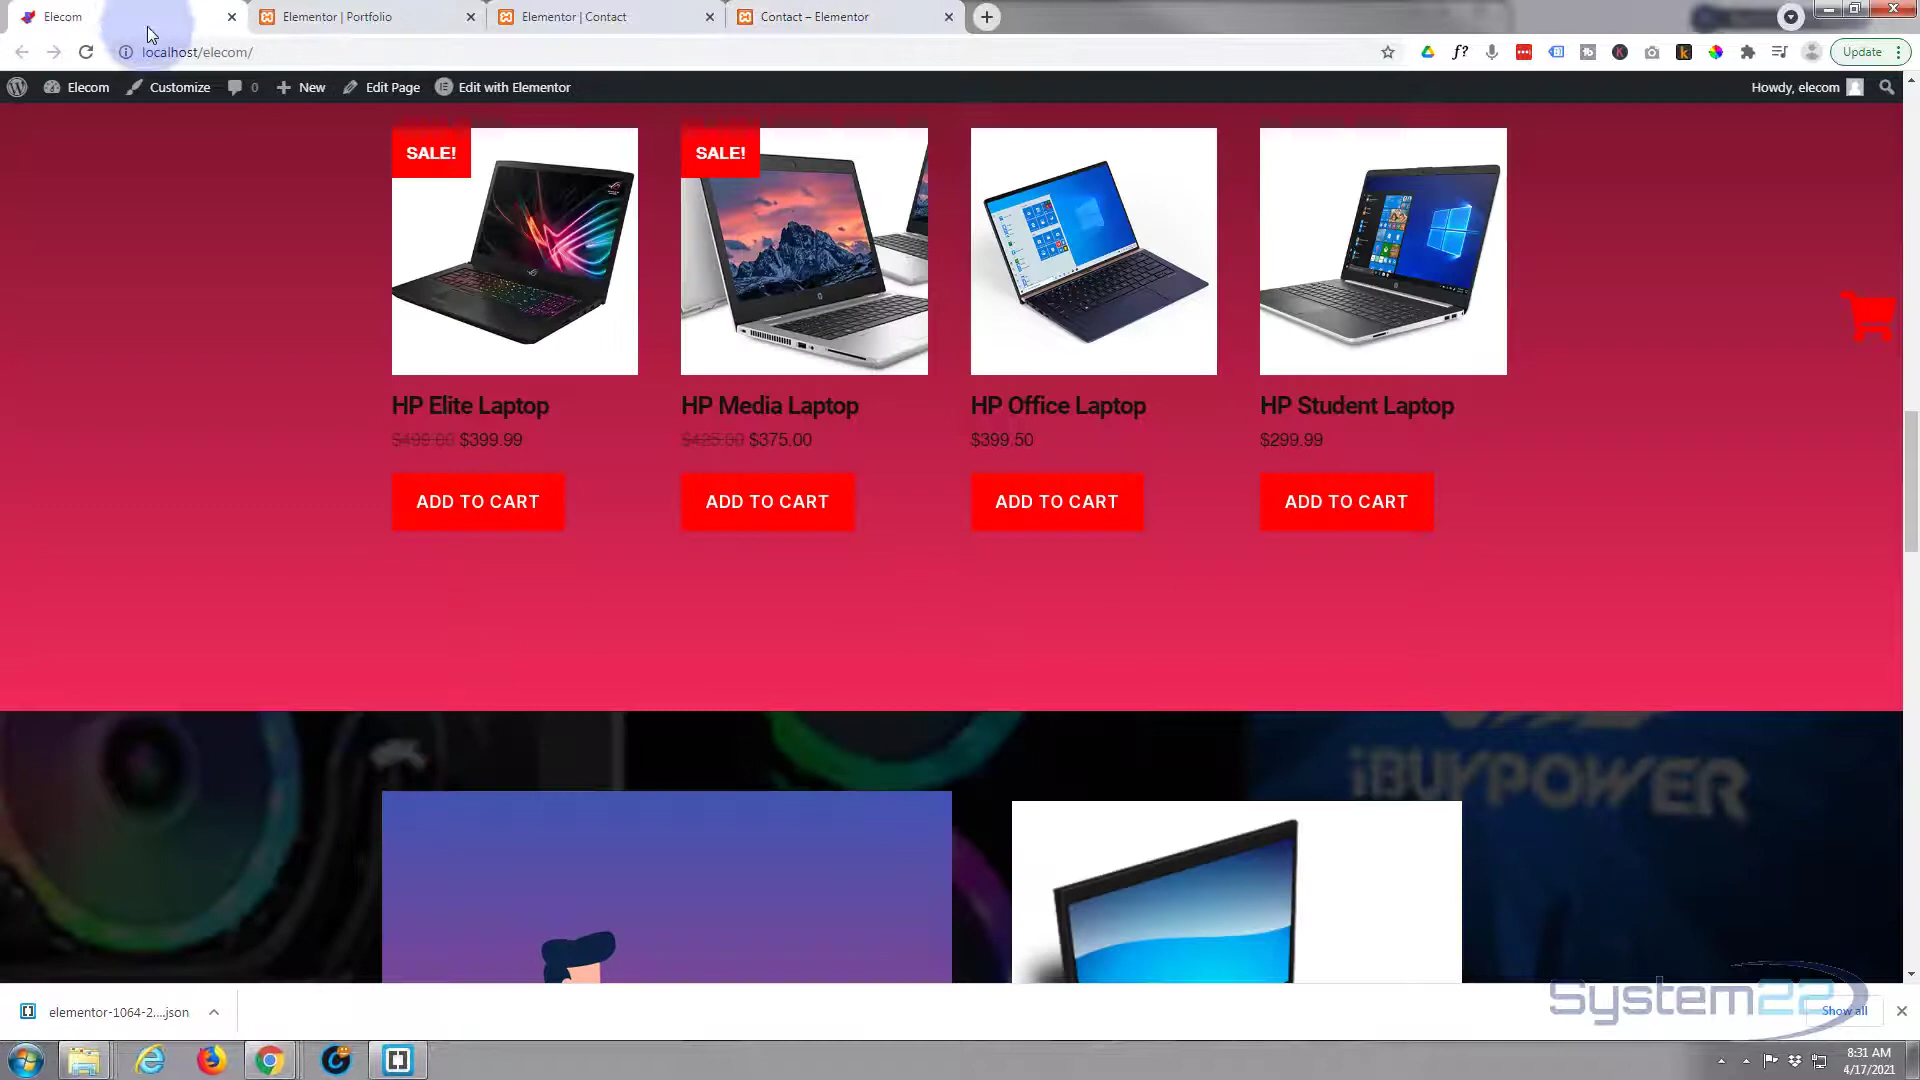 Elecom
Elementor | Portfolio
Elementor | Contact
Contact – Elementor
localhost/elecom/
f?
Update
Elecom
Customize
0
New
Edit Page
Edit with Elementor
Howdy, elecom
SALE!
SALE!
HP Elite Laptop
HP Media Laptop
HP Office Laptop
HP Student Laptop
$499.00 $399.99
$425.00 $375.00
$399.50
$299.99
ADD TO CART
ADD TO CART
ADD TO CART
ADD TO CART
iBUYPOWER
elementor-1064-2....json
System22
Show all
8:31 AM
4/17/2021